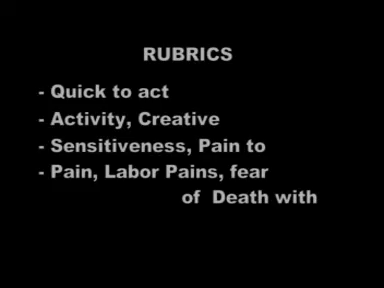 RUBRICS
- Quick to act
- Activity, Creative
- Sensitiveness, Pain to
- Pain, Labor Pains, fear
of Death with